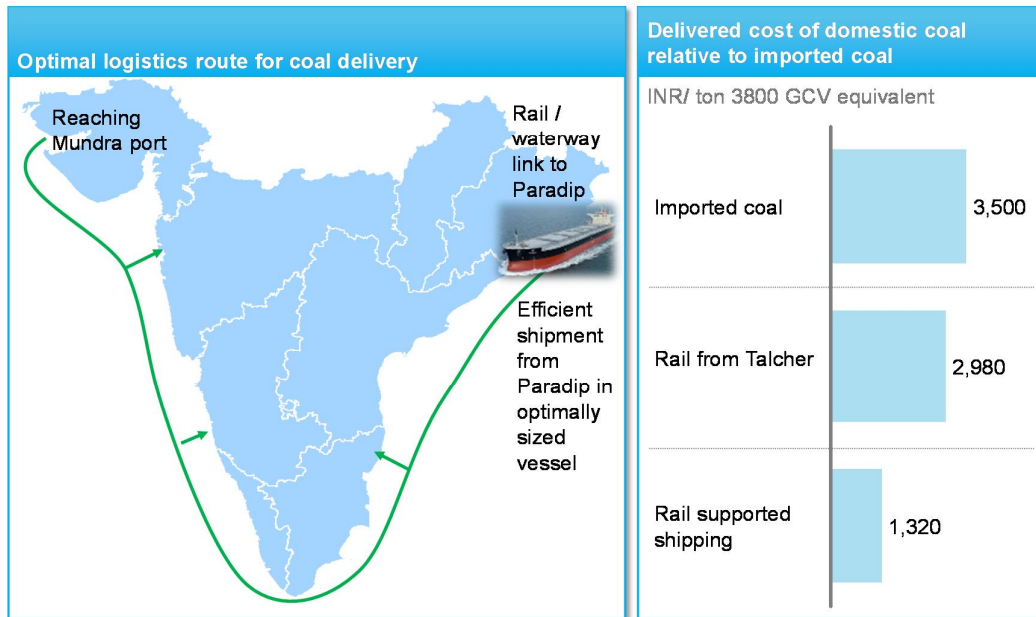 Optimal logistics route for coal delivery
Reaching
Mundra port
Rail /
waterway
link to
Paradip
Efficient
shipment
from
Paradip in
optimally
sized
vessel
Delivered cost of domestic coal
relative to imported coal
INR/ ton 3800 GCV equivalent
Imported coal
3,500
Rail from Talcher
2,980
Rail supported
shipping
1,320